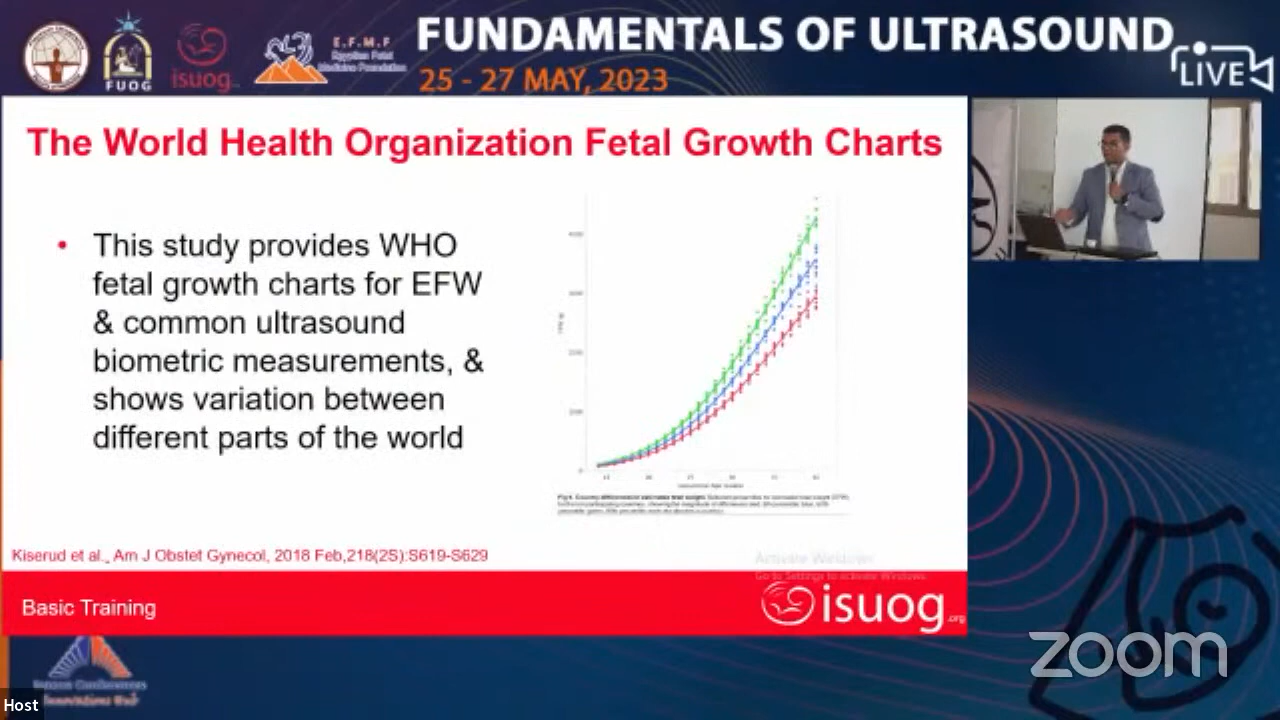 FUNDAMENTALS OF ULTRASOUND
25 - 27 MAY, 2023
LIVE
FUOG
isuog
E.F.M.F
Egyptian Fetal
Medicine Foundation
The World Health Organization Fetal Growth Charts
• This study provides WHO
fetal growth charts for EFW
& common ultrasound
biometric measurements, &
shows variation between
different parts of the world
Kiserud et al., Am J Obstet Gynecol, 2018 Feb,218(2S):S619-S629
Activate Windows
Go to Settings to activate Windows.
Basic Training
isuog.org
zoom
Host